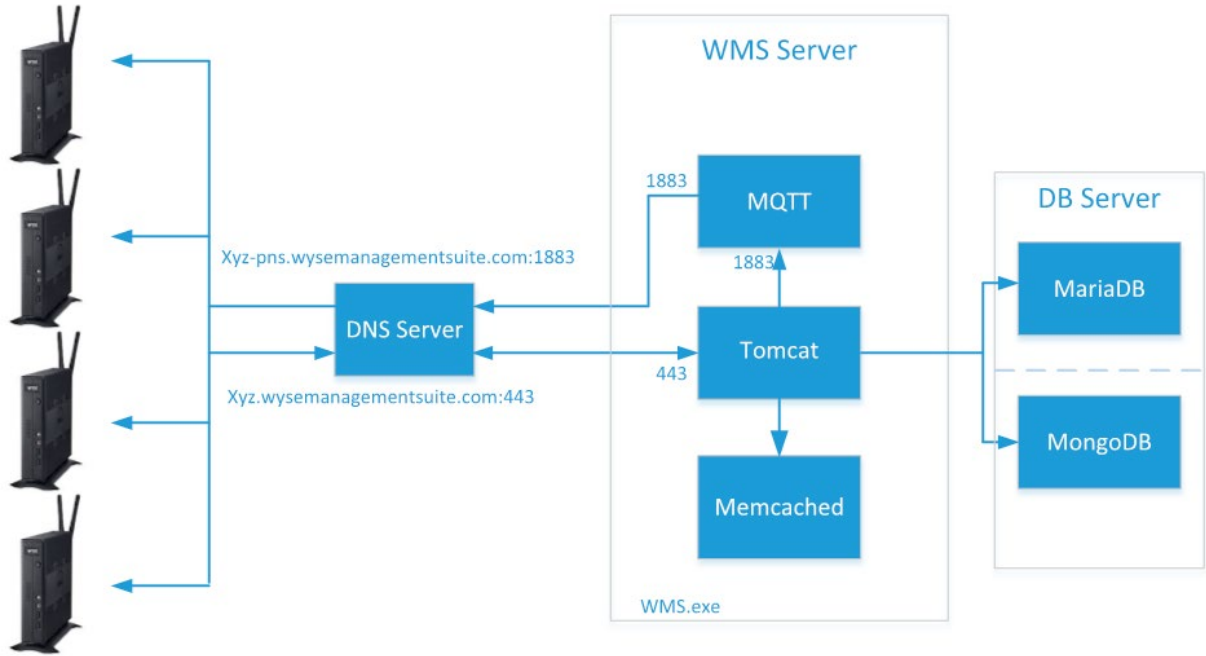 WMS Server
1883
MQTT
DB Server
Xyz-pns.wysemanagementsuite.com:1883
1883
MariaDB
DNS Server
Tomcat
443
Xyz.wysemanagementsuite.com:443
MongoDB
Memcached
WMS.exe